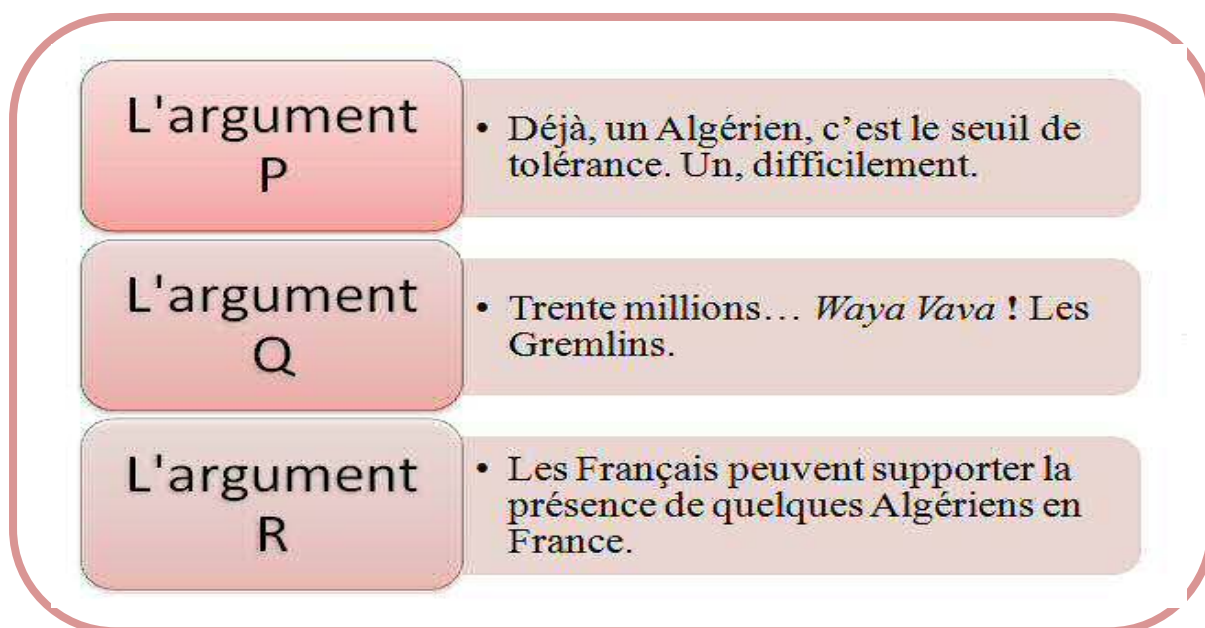 L'argument
P
• Déjà, un Algérien, c’est le seuil de
tolérance. Un, difficilement.
L'argument
Q
• Trente millions… Waya Vava ! Les
Gremlins.
L'argument
R
• Les Français peuvent supporter la
présence de quelques Algériens en
France.